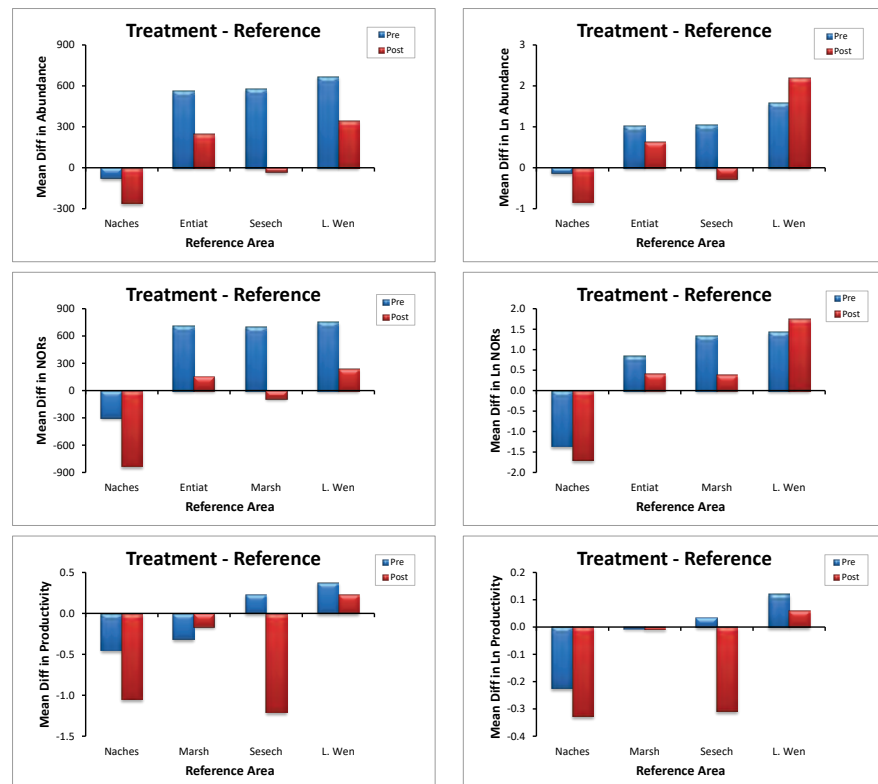 Treatment - Reference
Pre
Post
Mean Diff in Abundance
900
600
300
0
-300
Naches Entiat Sesech L. Wen
Reference Area
Treatment - Reference
Pre
Post
Mean Diff in Ln Abundance
3
2
1
0
-1
Naches Entiat Sesech L. Wen
Reference Area
Treatment - Reference
Pre
Post
Mean Diff in NORs
900
600
300
0
-300
-600
-900
Naches Entiat Marsh L. Wen
Reference Area
Treatment - Reference
Pre
Post
Mean Diff in Ln NORs
2.0
1.5
1.0
0.5
0.0
-0.5
-1.0
-1.5
-2.0
Naches Entiat Marsh L. Wen
Reference Area
Treatment - Reference
Pre
Post
Mean Diff in Productivity
0.5
0.0
-0.5
-1.0
-1.5
Naches Marsh Sesech L. Wen
Reference Area
Treatment - Reference
Pre
Post
Mean Diff in Ln Productivity
0.2
0.1
0.0
-0.1
-0.2
-0.3
-0.4
Naches Marsh Sesech L. Wen
Reference Area